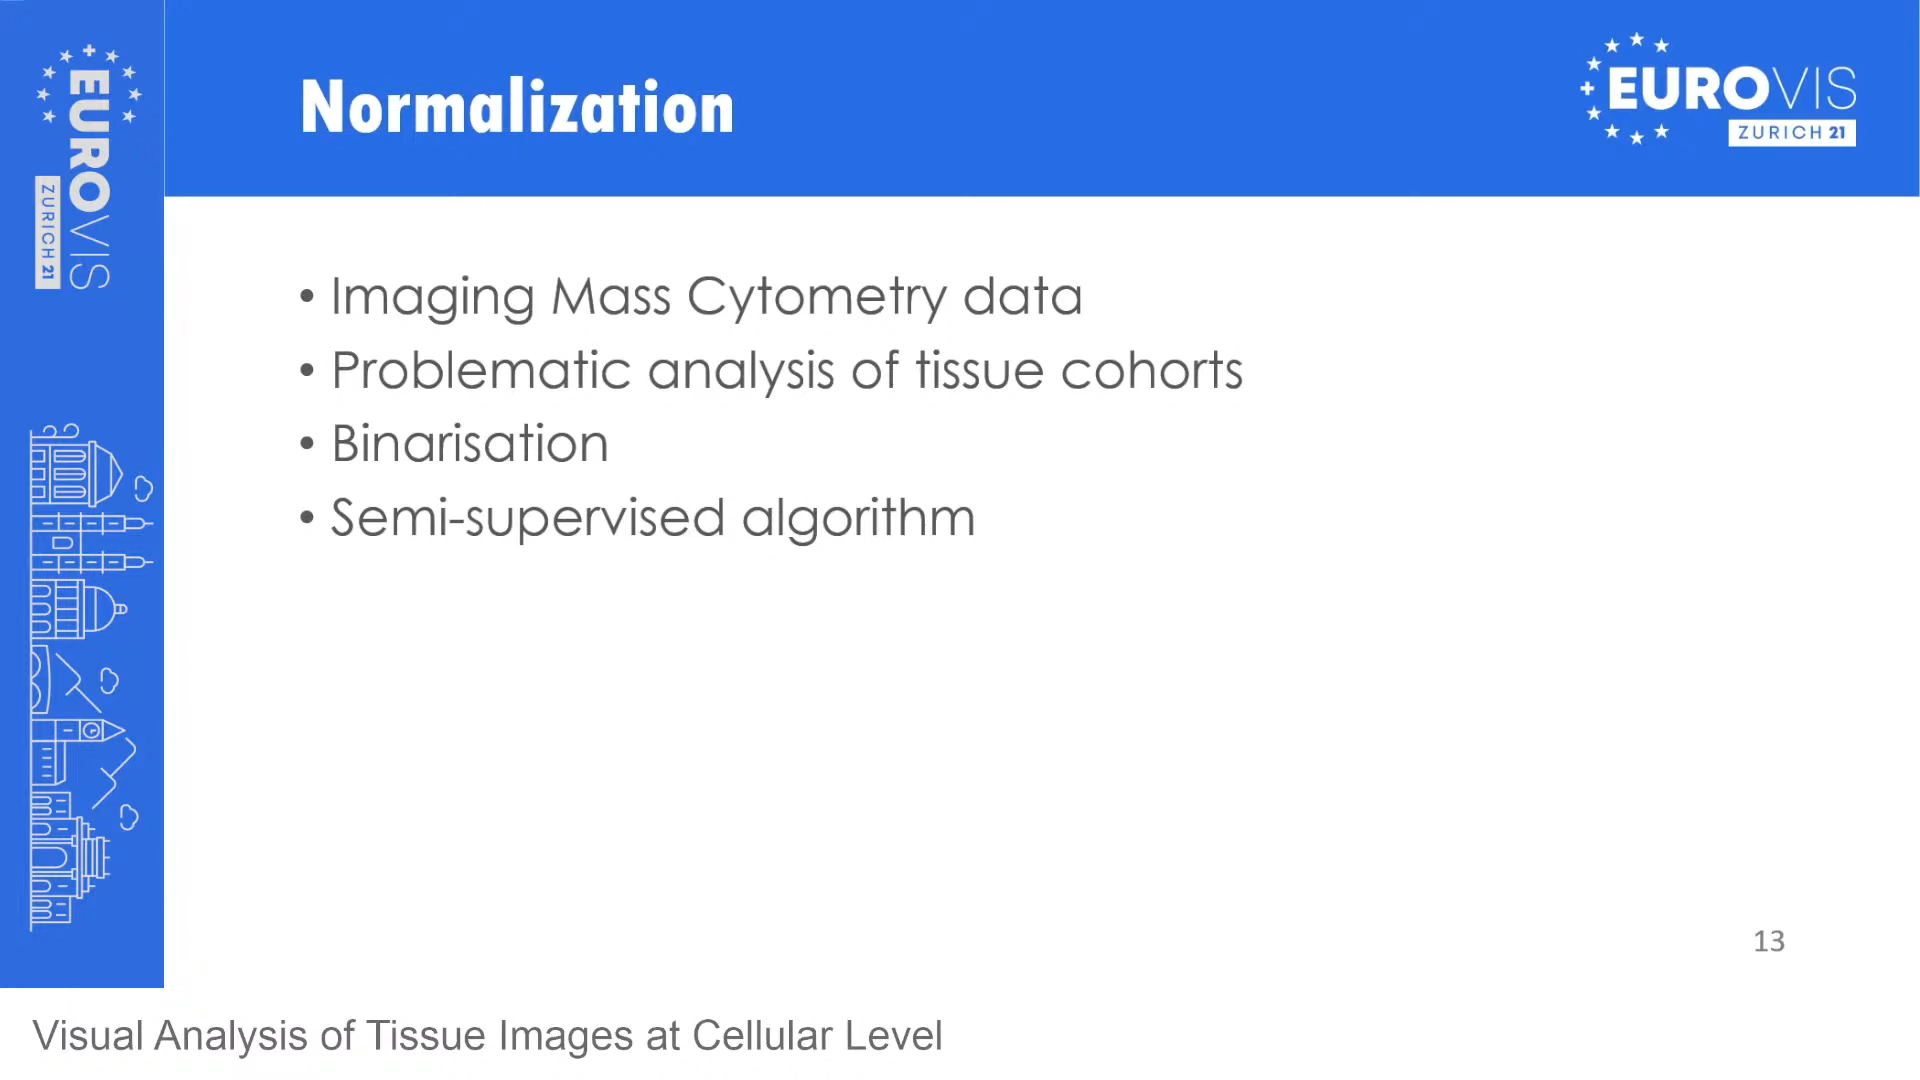 EUROVIS
ZURICH 21
Normalization
EUROVIS
ZURICH 21
• Imaging Mass Cytometry data
• Problematic analysis of tissue cohorts
• Binarisation
• Semi-supervised algorithm
13
Visual Analysis of Tissue Images at Cellular Level